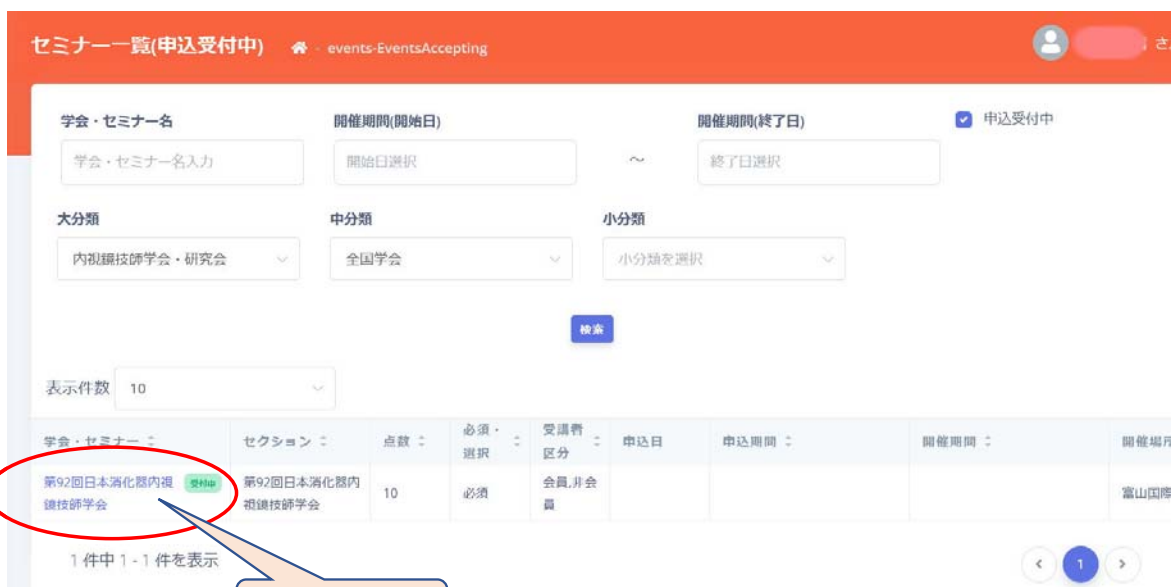 セミナー一覧(申込受付中) events-EventsAccepting
学会・セミナー名 開催期間(開始日) 開催期間(終了日) 申込受付中
学会・セミナー名入力 開始日選択 ~ 終了日選択
大分類 中分類 小分類
内視鏡技師学会・研究会 全国学会 小分類を選択
検索
表示件数 10
学会・セミナー セクション 点数 必須・選択 受講者区分 申込日 申込期間 開催期間 開催場所
第92回日本消化器内視 受付中 第92回日本消化器内 10 必須 会員,非会 富山国際
鏡技師学会 視鏡技師学会 員
1 件中 1 - 1 件を表示 1